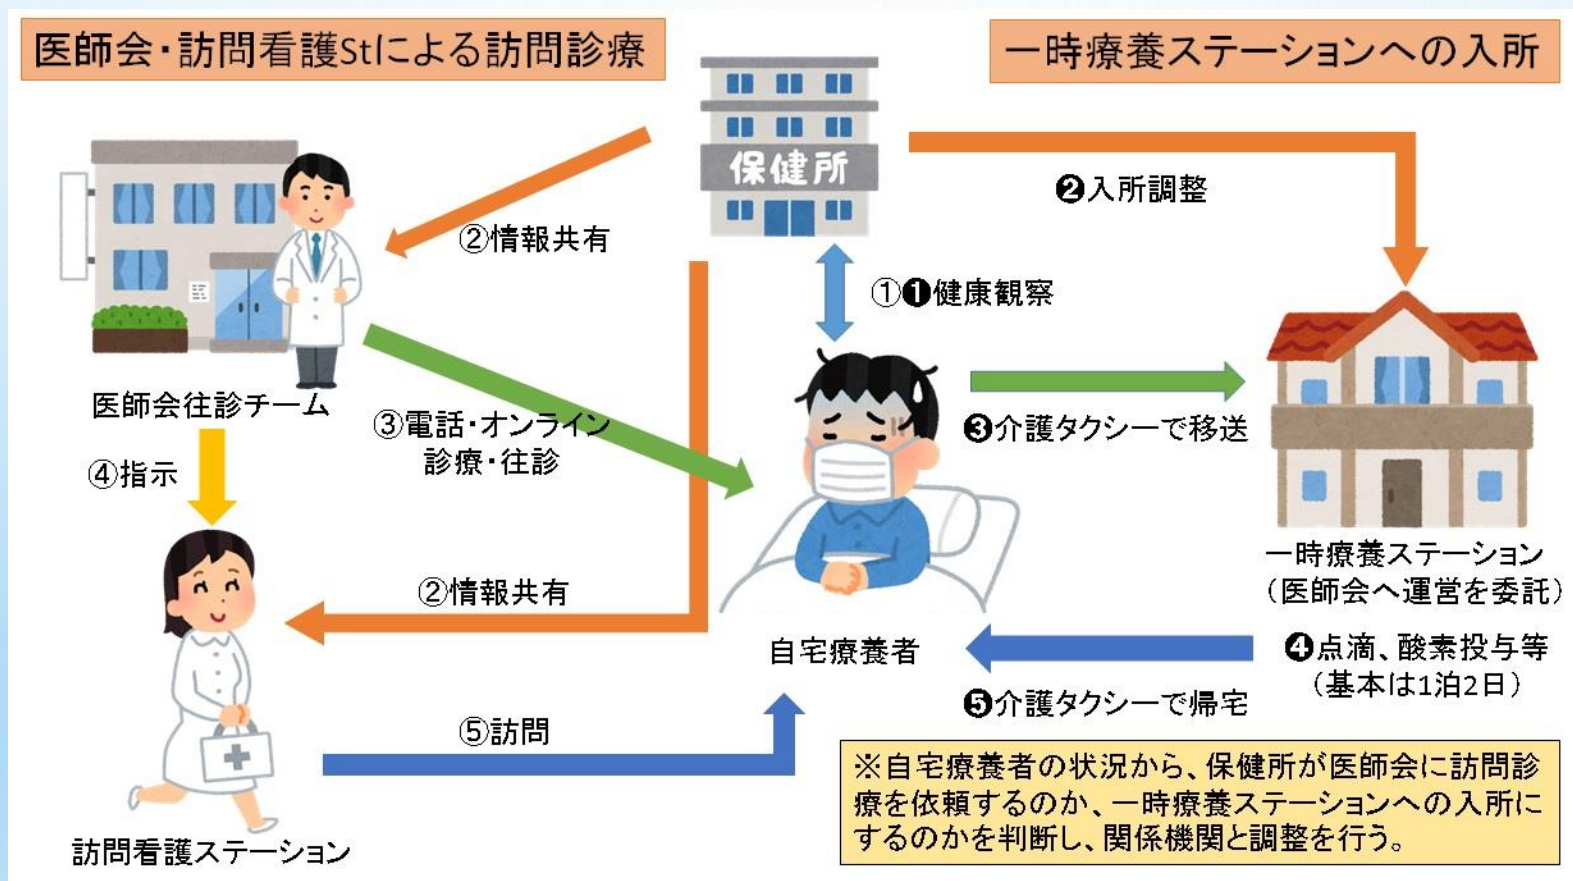 医師会・訪問看護Stによる訪問診療
一時療養ステーションへの入所
保健所
②情報共有
❷入所調整
①❶健康観察
医師会往診チーム
③電話・オンライン
診療・往診
❸介護タクシーで移送
④指示
一時療養ステーション
（医師会へ運営を委託）
②情報共有
自宅療養者
❹点滴、酸素投与等
（基本は1泊2日）
❺介護タクシーで帰宅
⑤訪問
訪問看護ステーション
※自宅療養者の状況から、保健所が医師会に訪問診
療を依頼するのか、一時療養ステーションへの入所に
するのかを判断し、関係機関と調整を行う。